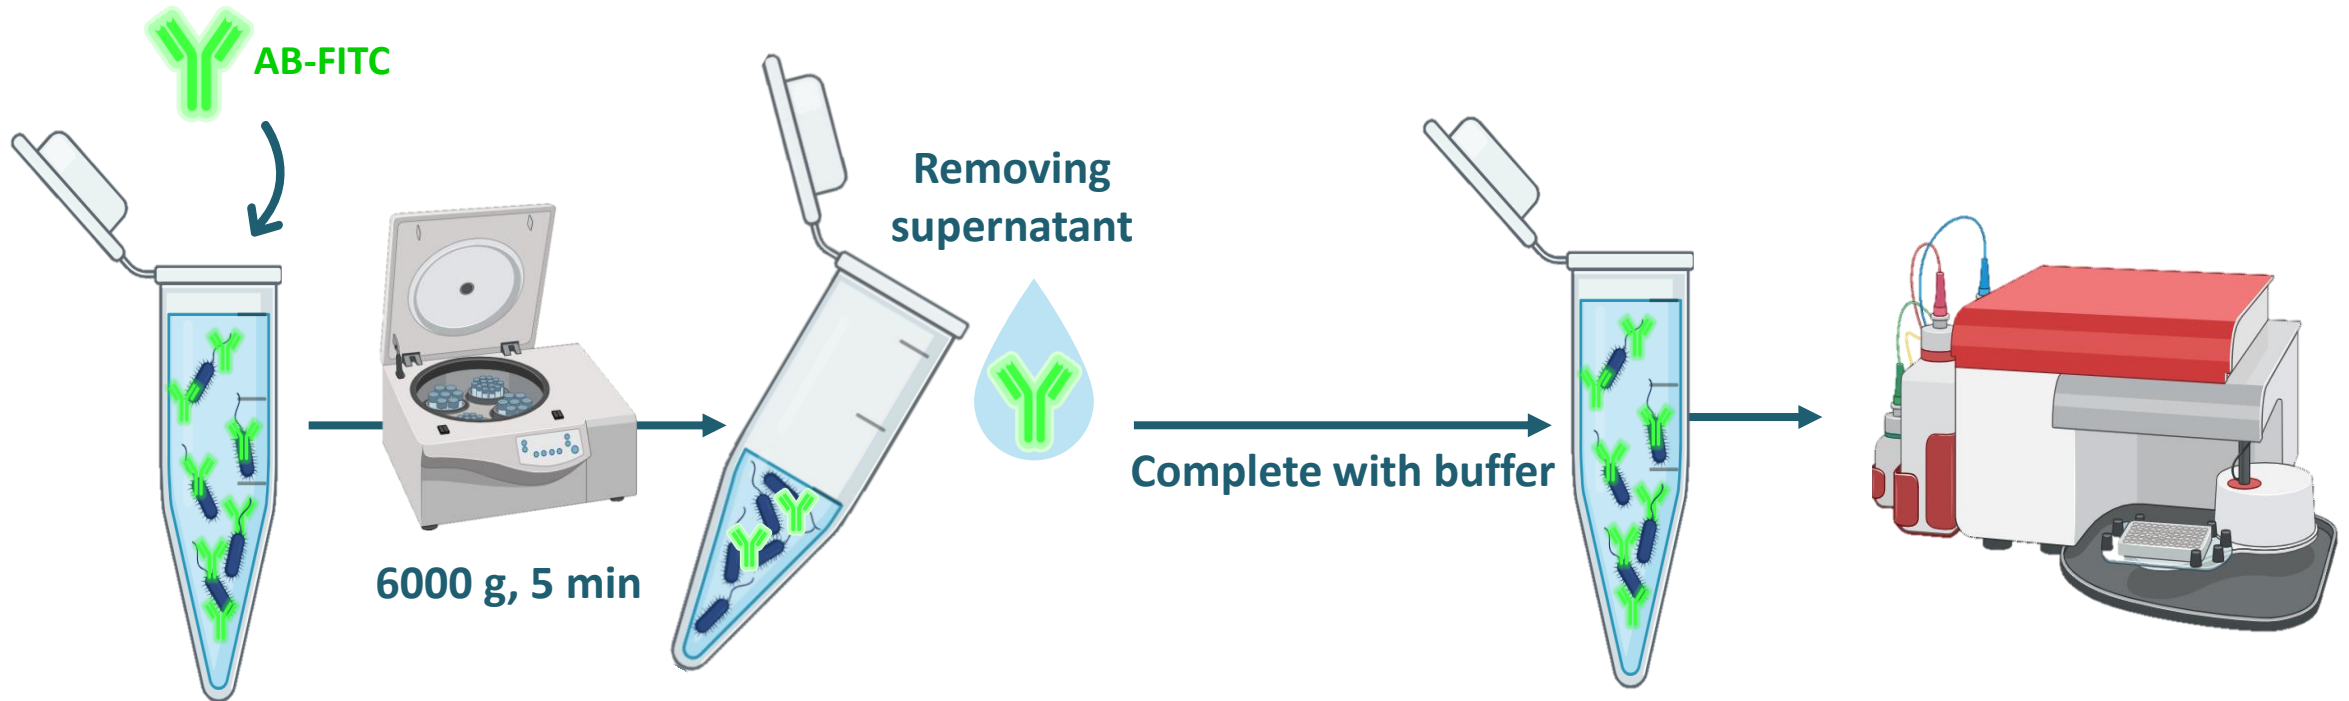 AB-FITC
6000 g, 5 min
Removing
supernatant
Complete with buffer